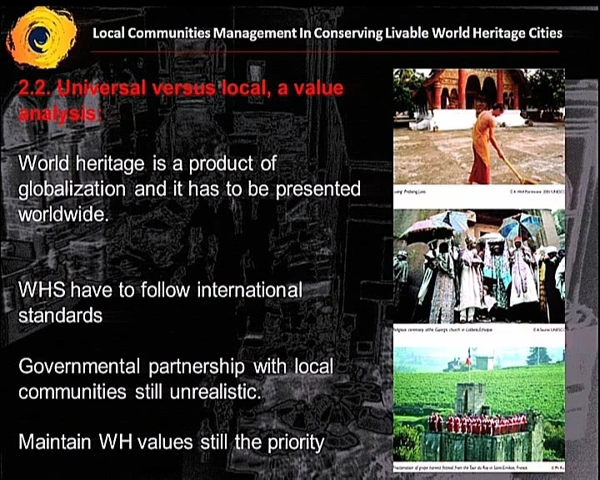 Local Communities Management In Conserving Livable World Heritage Cities
2.2. Universal versus local, a value
analysis:
World heritage is a product of
globalization and it has to be presented
worldwide.
WHS have to follow international
standards
Governmental partnership with local
communities still unrealistic.
Maintain WH values still the priority